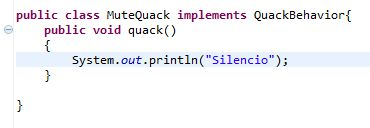 public class MuteQuack implements QuackBehavior{
    public void quack()
    {
        System.out.println("Silencio");
    }
}